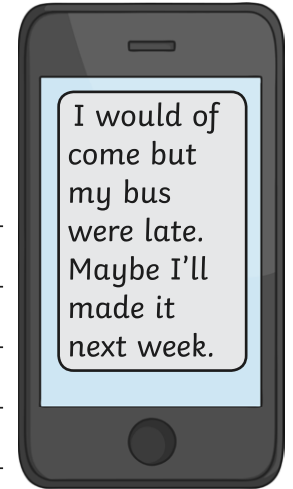 I would of
come but
my bus
were late.
Maybe I'll
made it
next week.